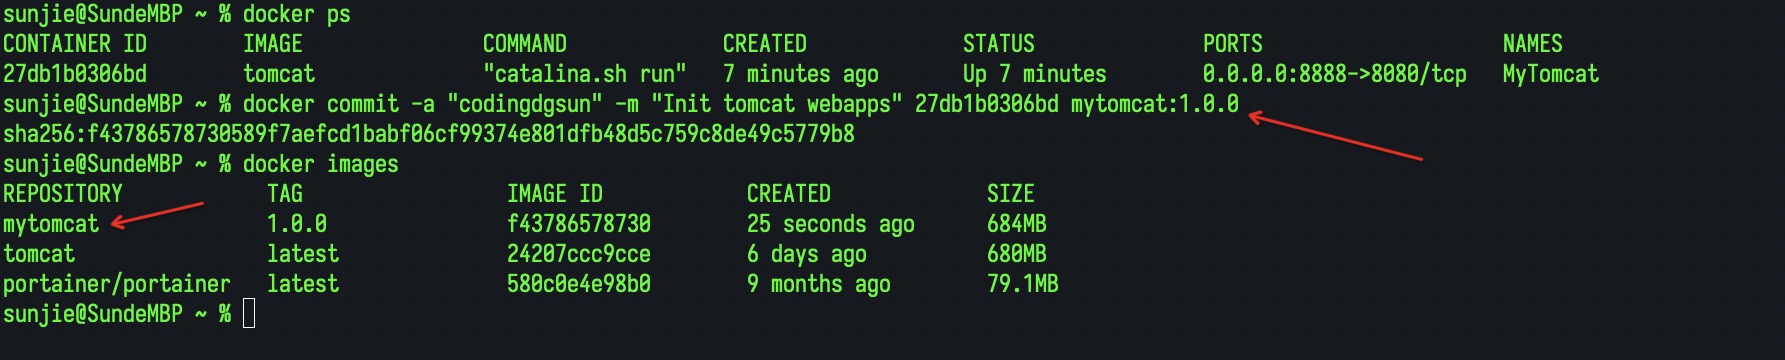 sunjie@SundeMBP ~ % docker ps
CONTAINER ID        IMAGE               COMMAND             CREATED             STATUS              PORTS                    NAMES
27db1b0306bd        tomcat              "catalina.sh run"   7 minutes ago       Up 7 minutes        0.0.0.0:8888->8080/tcp   MyTomcat
sunjie@SundeMBP ~ % docker commit -a "codingdgsun" -m "Init tomcat webapps" 27db1b0306bd mytomcat:1.0.0
sha256:f43786578730589f7aefcd1babf06cf99374e801dfb48d5c759c8de49c5779b8
sunjie@SundeMBP ~ % docker images
REPOSITORY            TAG                 IMAGE ID            CREATED             SIZE
mytomcat              1.0.0               f43786578730        25 seconds ago      684MB
tomcat                latest              24207ccc9cce        6 days ago          680MB
portainer/portainer   latest              580c0e4e98b0        9 months ago        79.1MB
sunjie@SundeMBP ~ %